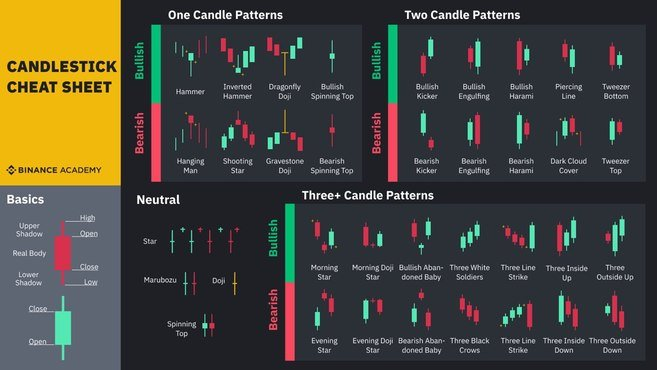 CANDLESTICK
CHEAT SHEET
BINANCE ACADEMY
One Candle Patterns
Bullish
Hammer
Inverted
Hammer
Dragonfly
Doji
Bullish
Spinning Top
Bearish
Hanging
Man
Shooting
Star
Gravestone
Doji
Bearish
Spinning Top
Two Candle Patterns
Bullish
Bullish
Kicker
Bullish
Engulfing
Bullish
Harami
Piercing
Line
Tweezer
Bottom
Bearish
Bearish
Kicker
Bearish
Engulfing
Bearish
Harami
Dark Cloud
Cover
Tweezer
Top
Basics
High
Upper
Shadow
Open
Real Body
Close
Lower
Shadow
Low
Close
Open
Neutral
Star
Marubozu
Doji
Spinning
Top
Three+ Candle Patterns
Bullish
Morning
Star
Morning Doji
Star
Bullish Aban-
doned Baby
Three White
Soldiers
Three Line
Strike
Three Inside
Up
Three
Outside Up
Bearish
Evening
Star
Evening Doji
Star
Bearish Aban-
doned Baby
Three Black
Crows
Three Line
Strike
Three Inside
Down
Three Outside
Down